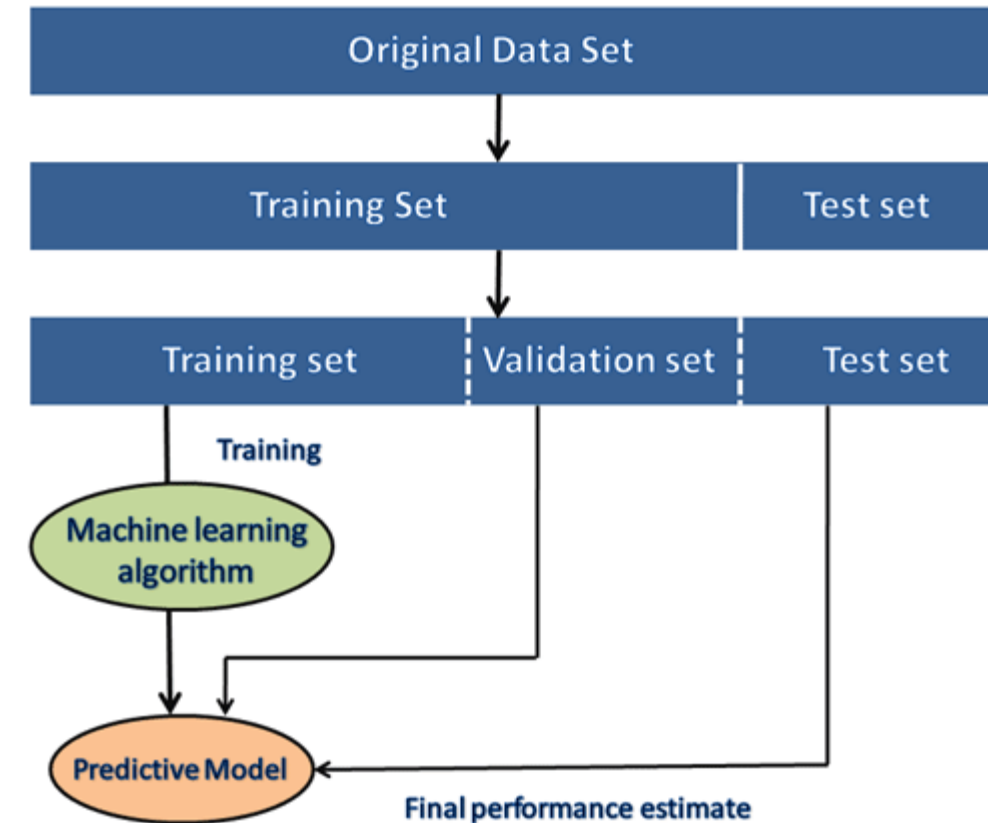 Original Data Set
Training Set
Test set
Training set
Validation set
Test set
Training
Machine learning
algorithm
Predictive Model
Final performance estimate